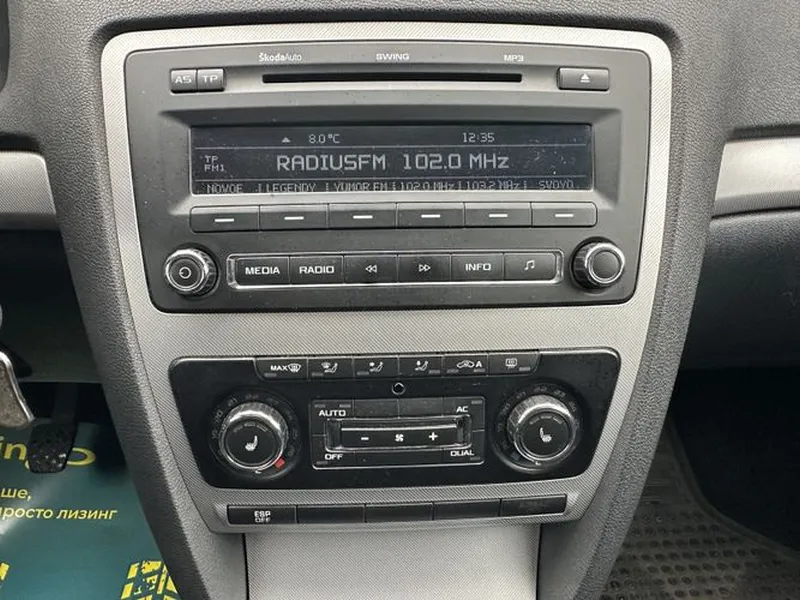 ŠkodaAuto SWING MP3
AS TP
8.0°C 12:35
TP
FM1
RADIUSFM 102.0 MHz
NOVOE LEGENDY YUMOR FM 102.0 MHz 103.2 MHz SVOYO
MEDIA RADIO INFO
MAX A
AUTO AC
OFF DUAL
ESP
OFF
ше,
росто лизинг